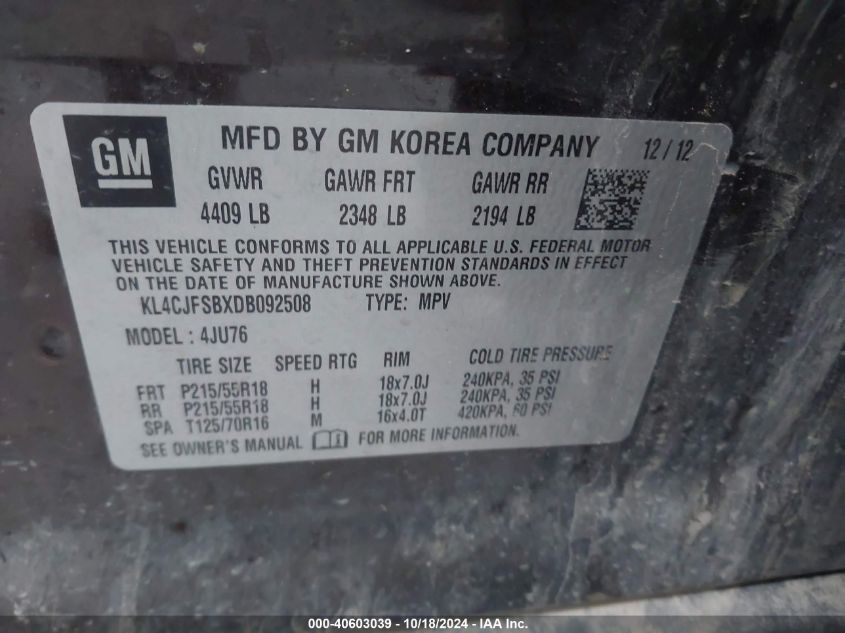 GM MFD BY GM KOREA COMPANY 12/12
GVWR GAWR FRT GAWR RR
4409 LB 2348 LB 2194 LB
THIS VEHICLE CONFORMS TO ALL APPLICABLE U.S. FEDERAL MOTOR
VEHICLE SAFETY AND THEFT PREVENTION STANDARDS IN EFFECT
ON THE DATE OF MANUFACTURE SHOWN ABOVE.
KL4CJFSBXDB092508 TYPE: MPV
MODEL: 4JU76
TIRE SIZE SPEED RTG RIM COLD TIRE PRESSURE
FRT P215/55R18 H 18x7.0J 240KPA, 35 PSI
RR P215/55R18 H 18x7.0J 240KPA, 35 PSI
SPA T125/70R16 M 16x4.0T 420KPA, 60 PSI
SEE OWNER'S MANUAL FOR MORE INFORMATION.
000-40603039 - 10/18/2024 - IAA Inc.